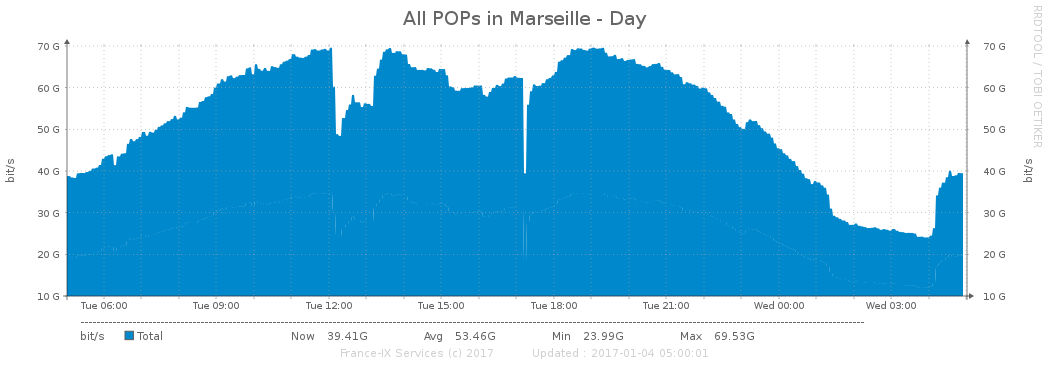 All POPs in Marseille - Day
RRDTOOL / TOBI OETIKER
bit/s
bit/s
70 G 70 G
60 G 60 G
50 G 50 G
40 G 40 G
30 G 30 G
20 G 20 G
10 G 10 G
Tue 06:00 Tue 09:00 Tue 12:00 Tue 15:00 Tue 18:00 Tue 21:00 Wed 00:00 Wed 03:00
bit/s Total Now 39.41G Avg 53.46G Min 23.99G Max 69.53G
France-IX Services (c) 2017 Updated : 2017-01-04 05:00:01